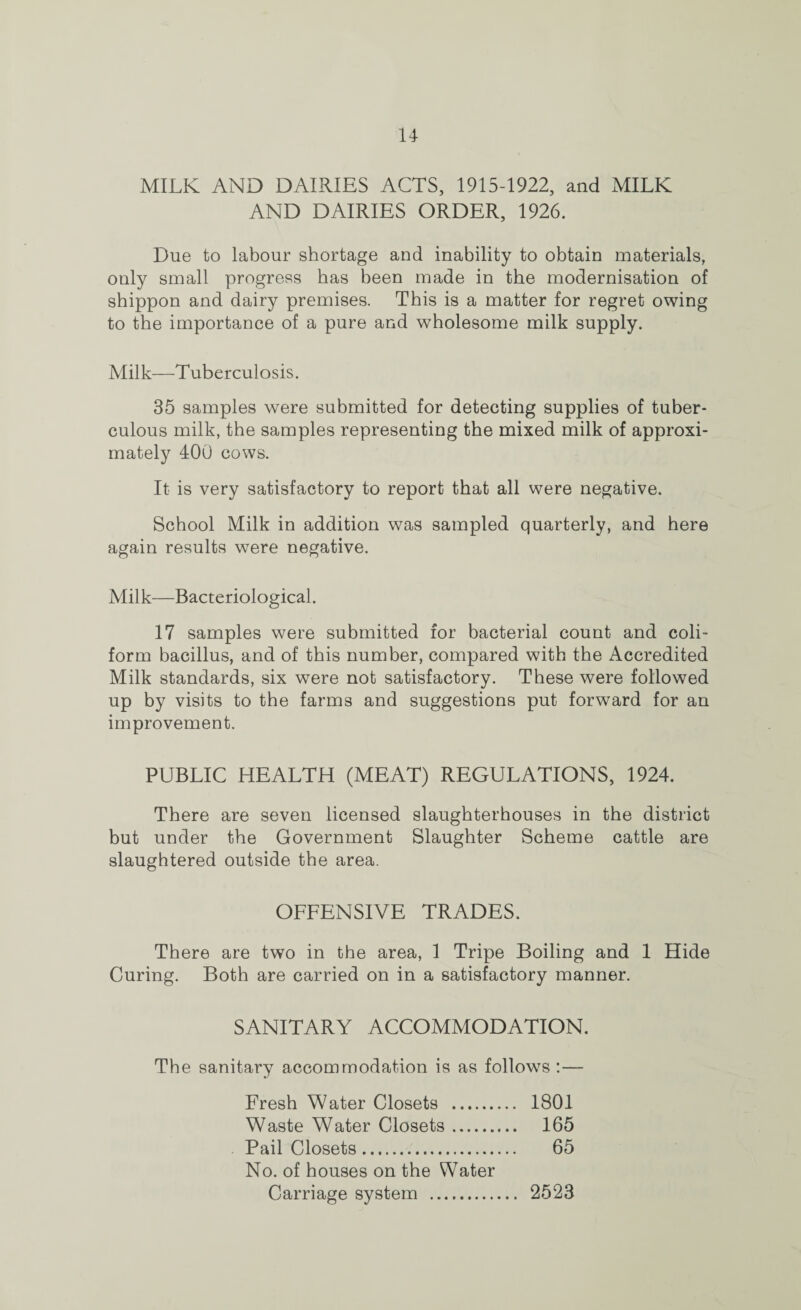 14
MILK AND DAIRIES ACTS, 1915-1922, and MILK
AND DAIRIES ORDER, 1926.
Due to labour shortage and inability to obtain materials,
only small progress has been made in the modernisation of
shippon and dairy premises. This is a matter for regret owing
to the importance of a pure and wholesome milk supply.
Milk—Tuberculosis.
35 samples were submitted for detecting supplies of tuber-
culous milk, the samples representing the mixed milk of approxi-
mately 400 cows.
It is very satisfactory to report that all were negative.
School Milk in addition was sampled quarterly, and here
again results were negative.
Milk—Bacteriological.
17 samples were submitted for bacterial count and coli-
form bacillus, and of this number, compared with the Accredited
Milk standards, six were not satisfactory. These were followed
up by visits to the farms and suggestions put forward for an
improvement.
PUBLIC HEALTH (MEAT) REGULATIONS, 1924.
There are seven licensed slaughterhouses in the district
but under the Government Slaughter Scheme cattle are
slaughtered outside the area.
OFFENSIVE TRADES.
There are two in the area, 1 Tripe Boiling and 1 Hide
Curing. Both are carried on in a satisfactory manner.
SANITARY ACCOMMODATION.
The sanitary accommodation is as follows :—
Fresh Water Closets ......... 1801
Waste Water Closets ......... 165
Pail Closets ...................... 65
No. of houses on the Water
Carriage system ............ 2523